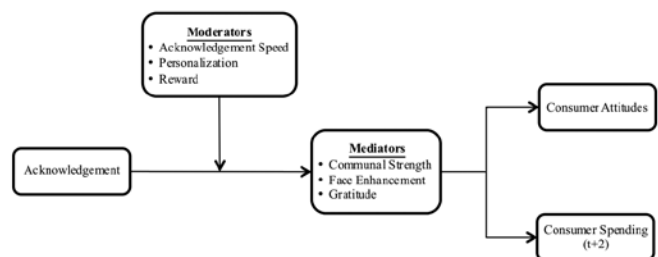 Moderators
• Acknowledgement Speed
• Personalization
• Reward
Acknowledgement
Mediators
• Communal Strength
• Face Enhancement
• Gratitude
Consumer Attitudes
Consumer Spending
(t+2)